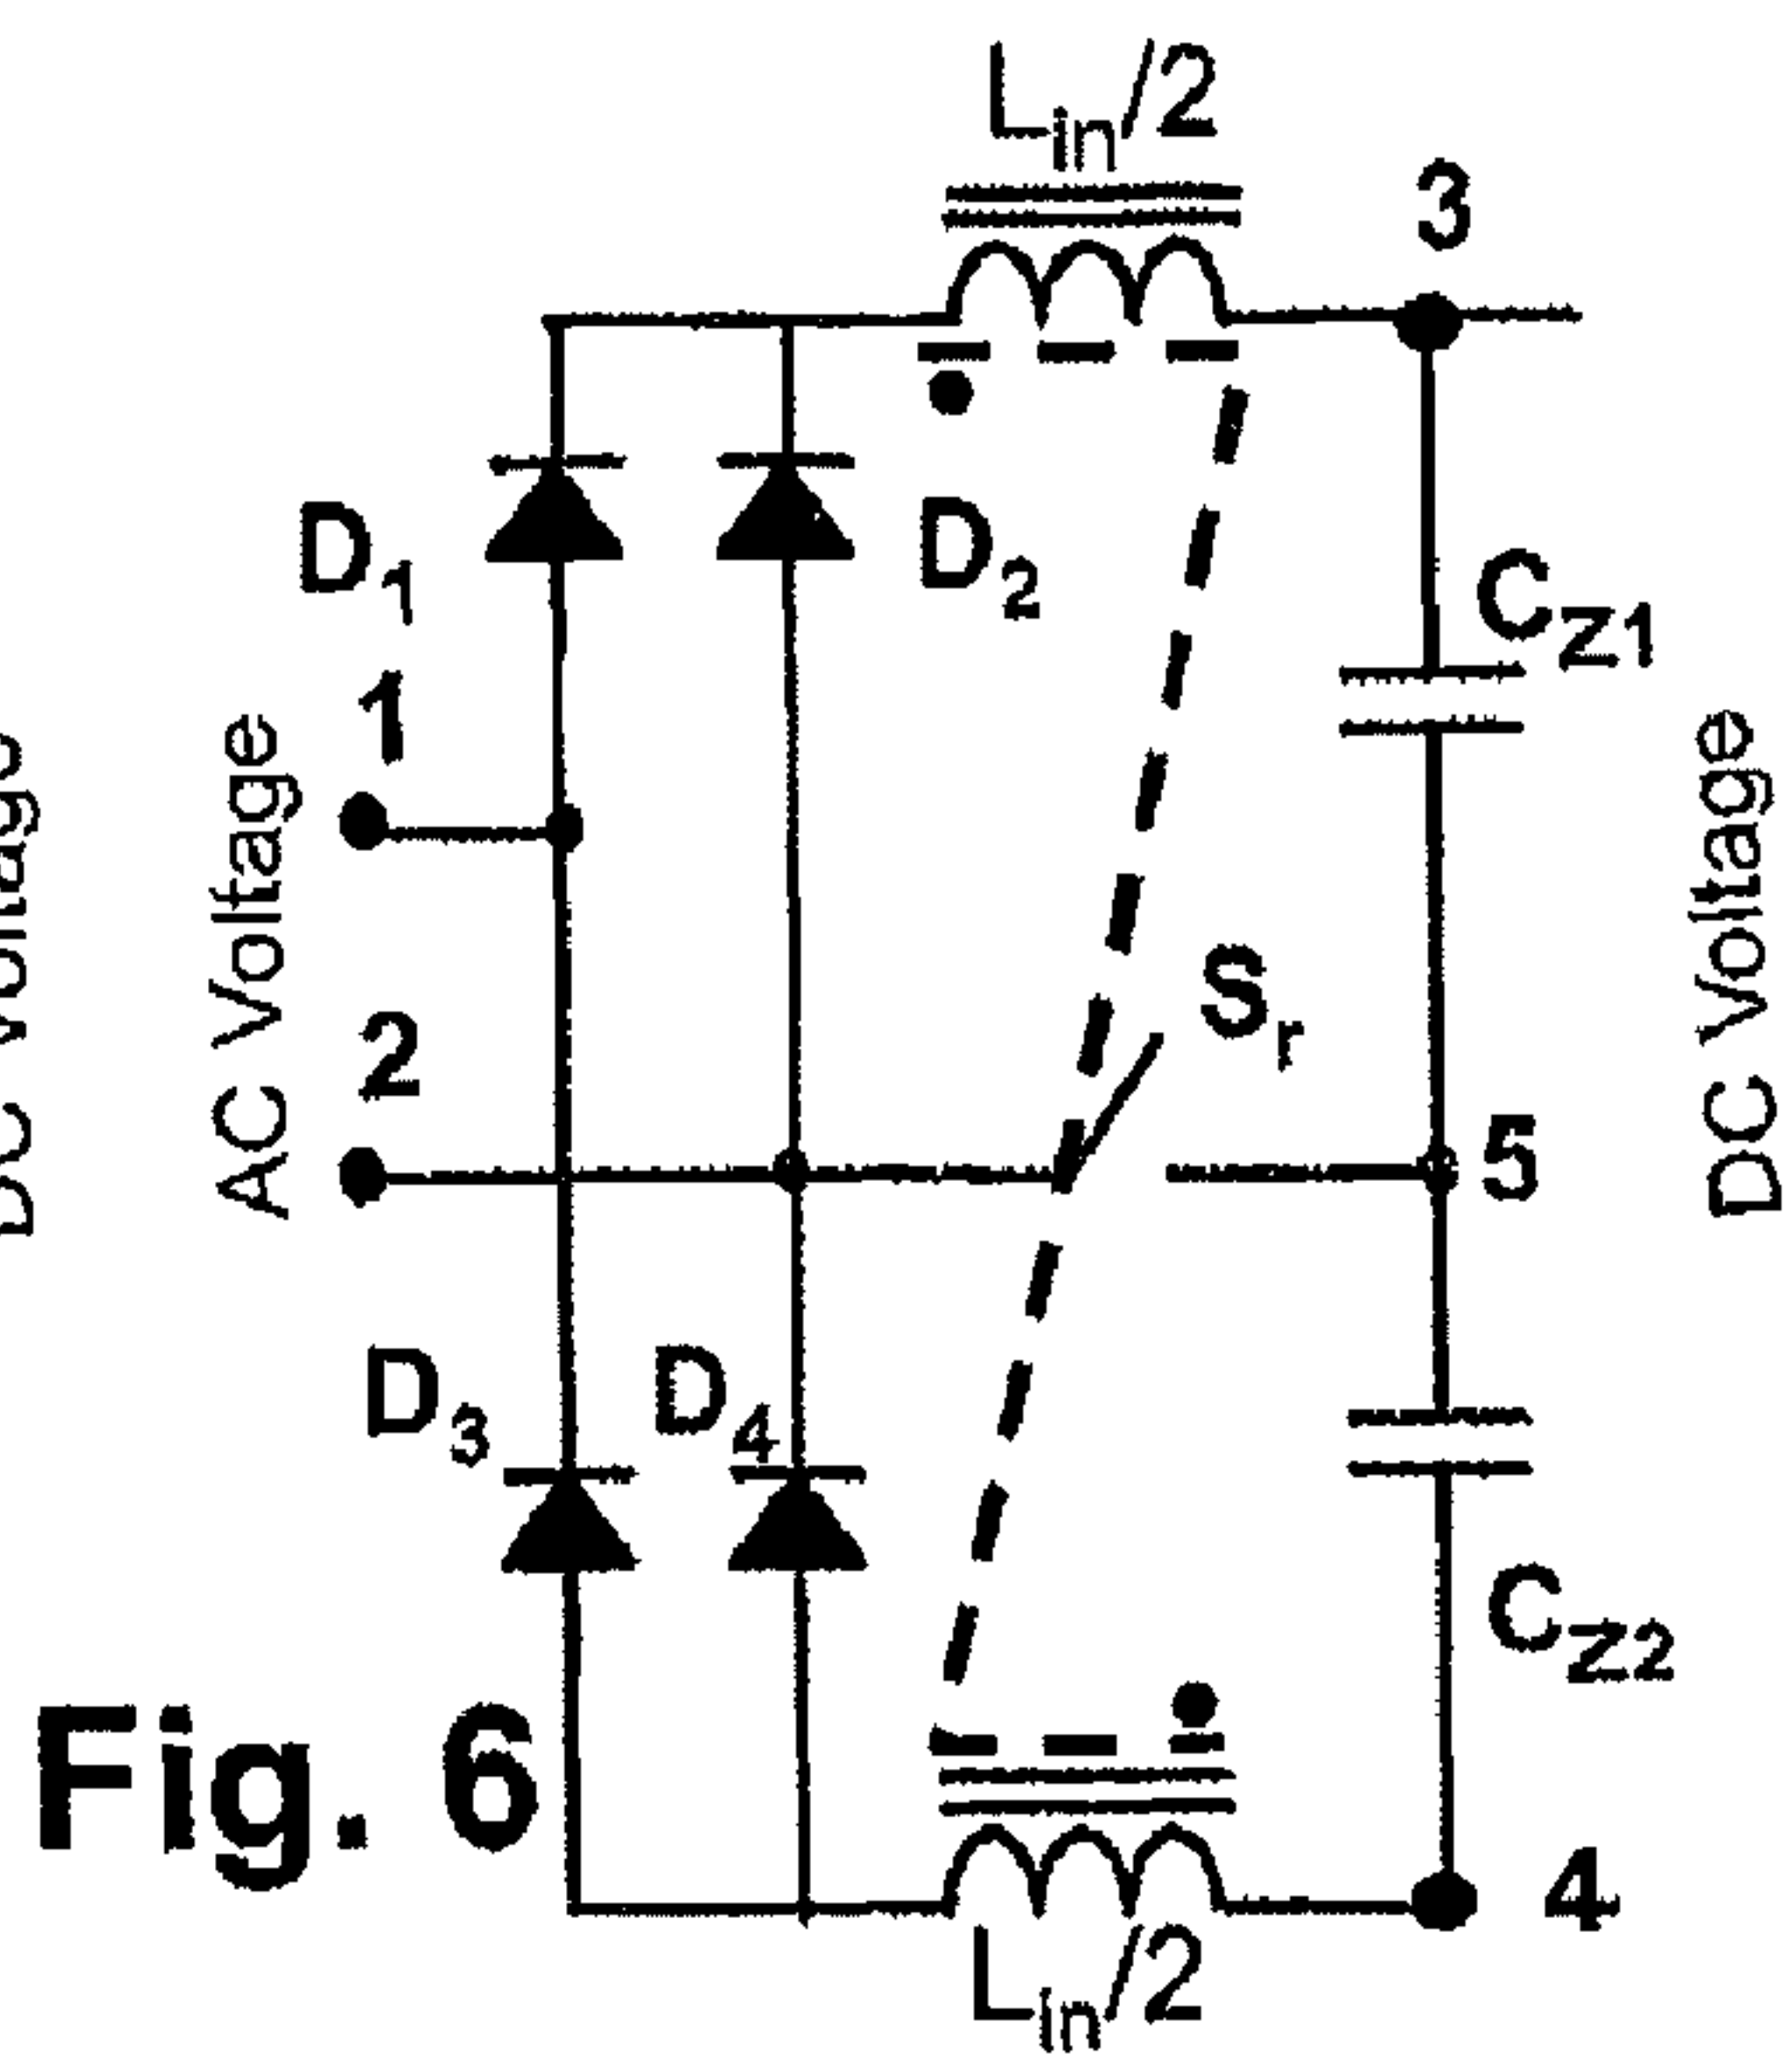 Lin/2
3
D1
D2
CZ1
1
AC Voltage
DC Voltage
2
Sr
5
D3
D4
CZ2
Fig. 6
4
Lin/2